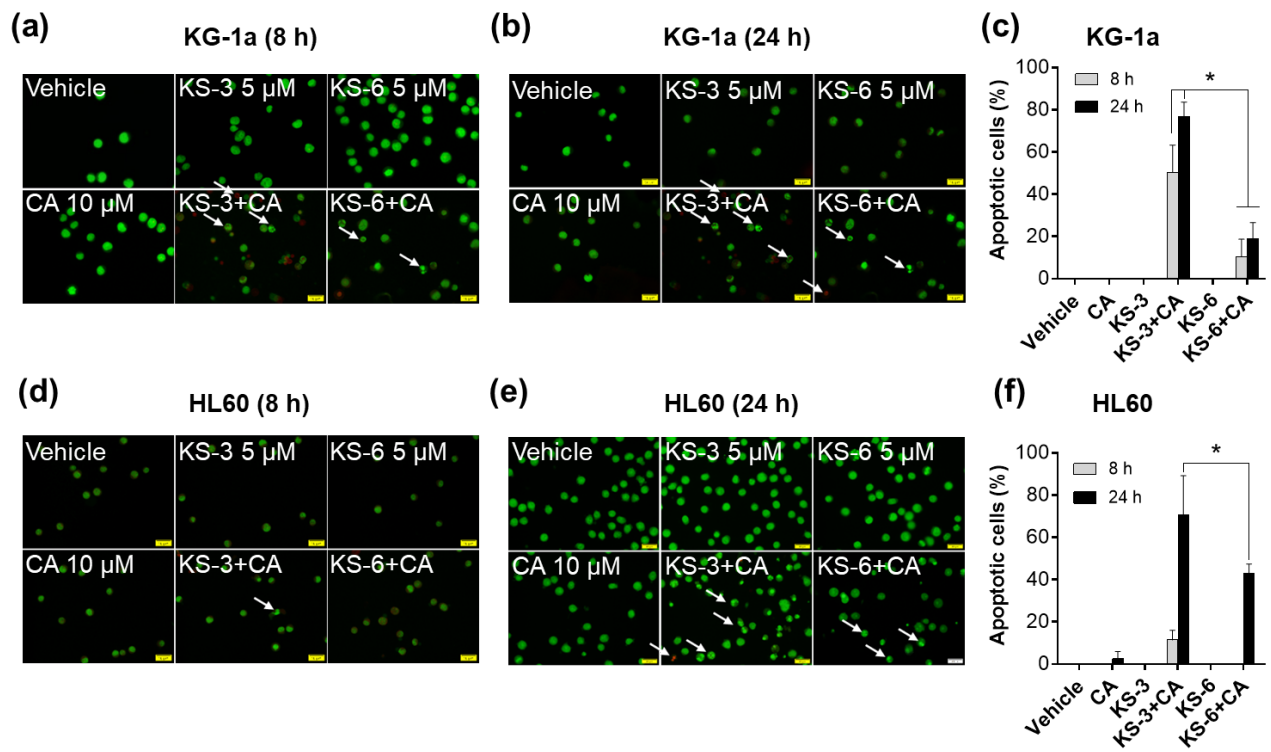 (a)
KG-1a (8 h)
Vehicle
KS-3 5 µM
KS-6 5 µM
CA 10 µM
KS-3+CA
KS-6+CA
(b)
KG-1a (24 h)
Vehicle
KS-3 5 µM
KS-6 5 µM
CA 10 µM
KS-3+CA
KS-6+CA
(c)
KG-1a
Apoptotic cells (%)
100
80
60
40
20
0
8 h
24 h
*
Vehicle
CA
KS-3
KS-3+CA
KS-6
KS-6+CA
(d)
HL60 (8 h)
Vehicle
KS-3 5 µM
KS-6 5 µM
CA 10 µM
KS-3+CA
KS-6+CA
(e)
HL60 (24 h)
Vehicle
KS-3 5 µM
KS-6 5 µM
CA 10 µM
KS-3+CA
KS-6+CA
(f)
HL60
Apoptotic cells (%)
100
80
60
40
20
0
8 h
24 h
*
Vehicle
CA
KS-3
KS-3+CA
KS-6
KS-6+CA